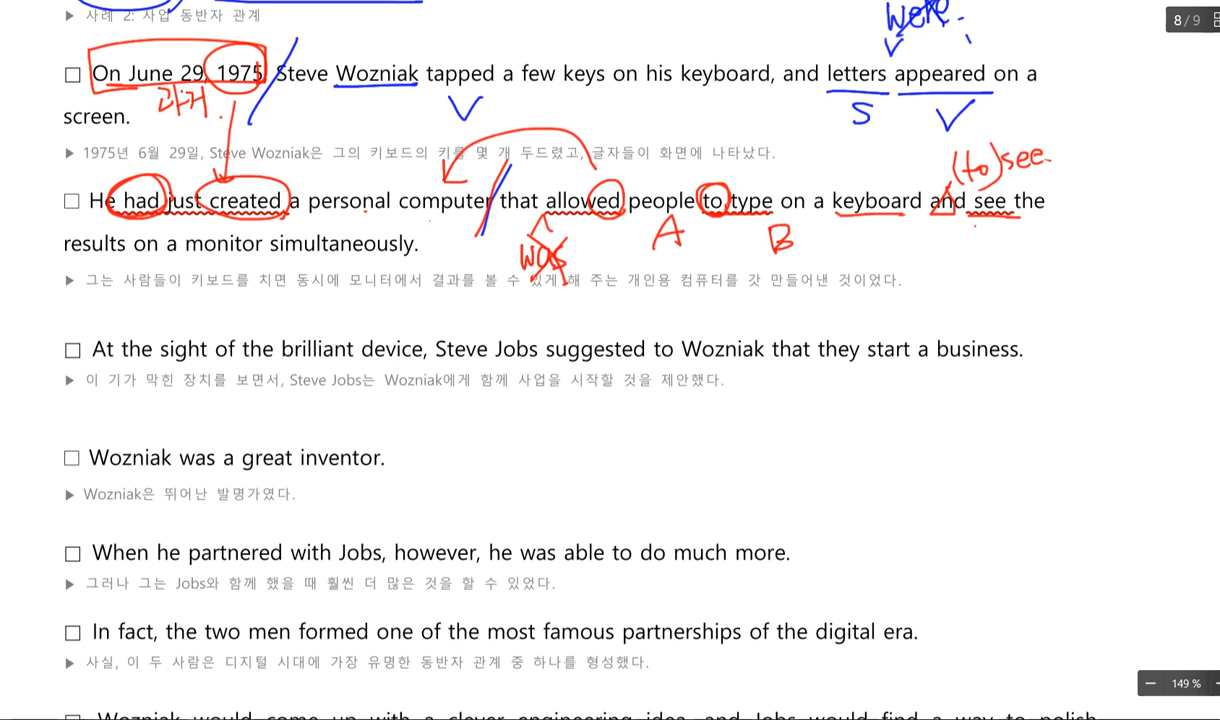 ▶ 사례 2: 사업 동반자 관계
were.
8 / 9
□ On June 29, 1975, Steve Wozniak tapped a few keys on his keyboard, and letters appeared on a
과거.
V
S
V
screen.
▶ 1975년 6월 29일, Steve Wozniak은 그의 키보드의 키를 몇 개 두드렸고, 글자들이 화면에 나타났다.
(to) see.
□ He had just created a personal computer that allowed people to type on a keyboard and see the
was
A
B
results on a monitor simultaneously.
▶ 그는 사람들이 키보드를 치면 동시에 모니터에서 결과를 볼 수 있게 해 주는 개인용 컴퓨터를 갓 만들어낸 것이었다.
□ At the sight of the brilliant device, Steve Jobs suggested to Wozniak that they start a business.
▶ 이 기가 막힌 장치를 보면서, Steve Jobs는 Wozniak에게 함께 사업을 시작할 것을 제안했다.
□ Wozniak was a great inventor.
▶ Wozniak은 뛰어난 발명가였다.
□ When he partnered with Jobs, however, he was able to do much more.
▶ 그러나 그는 Jobs와 함께 했을 때 훨씬 더 많은 것을 할 수 있었다.
□ In fact, the two men formed one of the most famous partnerships of the digital era.
▶ 사실, 이 두 사람은 디지털 시대에 가장 유명한 동반자 관계 중 하나를 형성했다.
149 %
□ Wozniak would come up with a clever engineering idea, and Jobs would find a way to polish